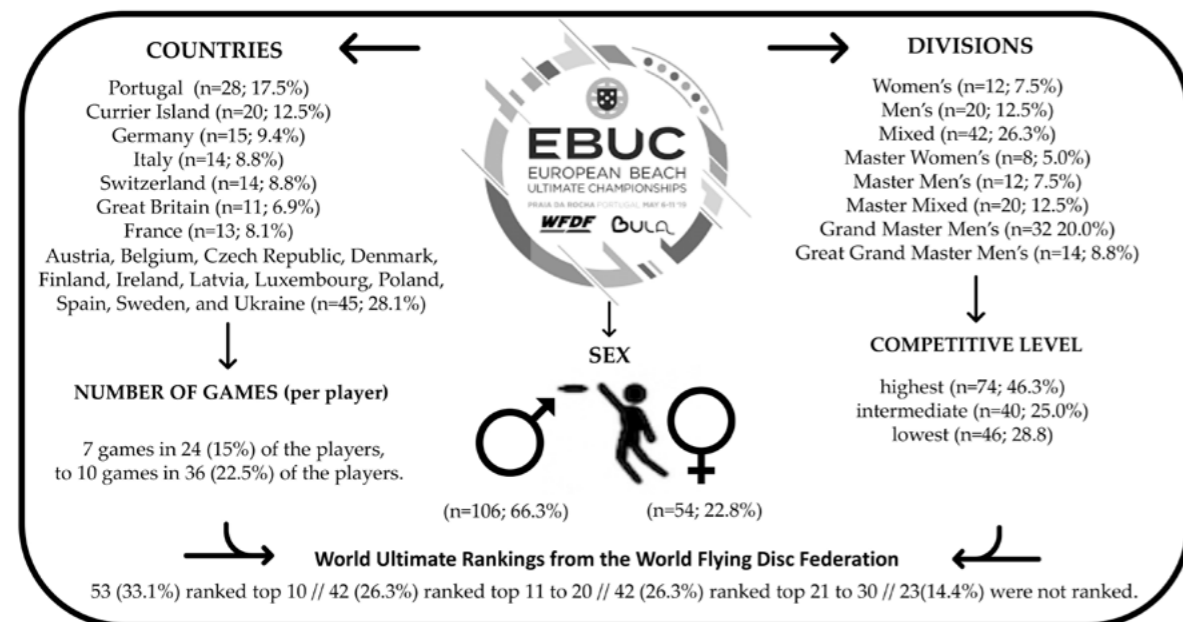 COUNTRIES
Portugal (n=28; 17.5%)
Currier Island (n=20; 12.5%)
Germany (n=15; 9.4%)
Italy (n=14; 8.8%)
Switzerland (n=14; 8.8%)
Great Britain (n=11; 6.9%)
France (n=13; 8.1%)
Austria, Belgium, Czech Republic, Denmark,
Finland, Ireland, Latvia, Luxembourg, Poland,
Spain, Sweden, and Ukraine (n=45; 28.1%)
NUMBER OF GAMES (per player)
7 games in 24 (15%) of the players,
to 10 games in 36 (22.5%) of the players.
EBUC
EUROPEAN BEACH
ULTIMATE CHAMPIONSHIPS
PRAIA DA ROCHA PORTUGAL, MAY 6-11 '19
WFDF BULA
SEX
(n=106; 66.3%) (n=54; 22.8%)
DIVISIONS
Women's (n=12; 7.5%)
Men's (n=20; 12.5%)
Mixed (n=42; 26.3%)
Master Women's (n=8; 5.0%)
Master Men's (n=12; 7.5%)
Master Mixed (n=20; 12.5%)
Grand Master Men's (n=32 20.0%)
Great Grand Master Men's (n=14; 8.8%)
COMPETITIVE LEVEL
highest (n=74; 46.3%)
intermediate (n=40; 25.0%)
lowest (n=46; 28.8)
World Ultimate Rankings from the World Flying Disc Federation
53 (33.1%) ranked top 10 // 42 (26.3%) ranked top 11 to 20 // 42 (26.3%) ranked top 21 to 30 // 23(14.4%) were not ranked.